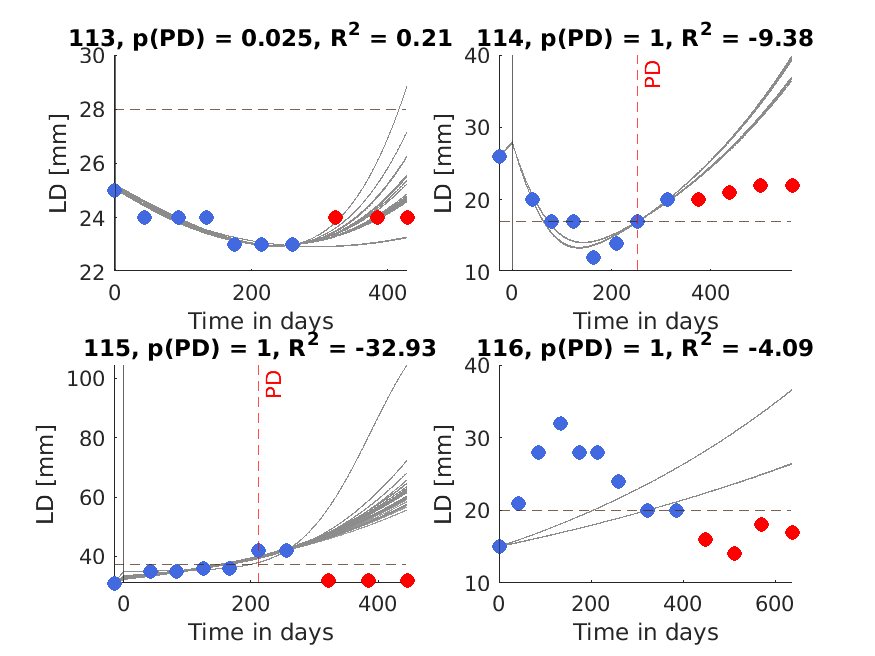 113, p(PD) = 0.025, R² = 0.21
30
28
26
24
22
LD [mm]
0
200
400
Time in days
114, p(PD) = 1, R² = -9.38
40
30
20
10
LD [mm]
PD
0
200
400
Time in days
115, p(PD) = 1, R² = -32.93
100
80
60
40
LD [mm]
PD
0
200
400
Time in days
116, p(PD) = 1, R² = -4.09
40
30
20
10
LD [mm]
0
200
400
600
Time in days